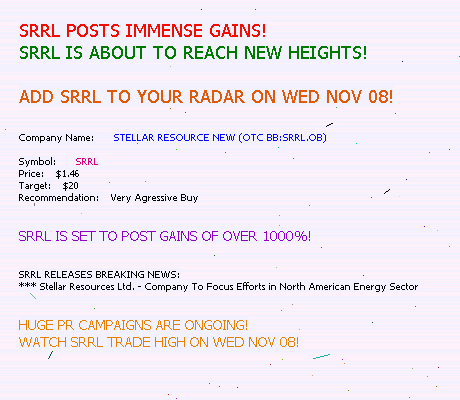 SRRL POSTS IMMENSE GAINS!
SRRL IS ABOUT TO REACH NEW HEIGHTS!
ADD SRRL TO YOUR RADAR ON WED NOV 08!
Company Name: STELLAR RESOURCE NEW (OTC BB:SRRL.OB)
Symbol: SRRL
Price: $1.46
Target: $20
Recommendation: Very Agressive Buy
SRRL IS SET TO POST GAINS OF OVER 1000%!
SRRL RELEASES BREAKING NEWS:
*** Stellar Resources Ltd. - Company To Focus Efforts in North American Energy Sector
HUGE PR CAMPAIGNS ARE ONGOING!
WATCH SRRL TRADE HIGH ON WED NOV 08!